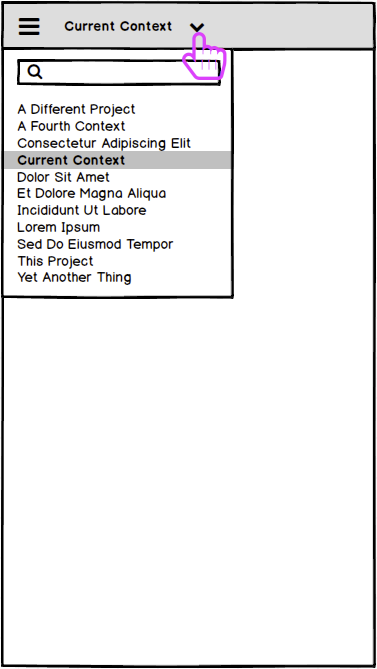 Current Context
A Different Project
A Fourth Context
Consectetur Adipiscing Elit
Current Context
Dolor Sit Amet
Et Dolore Magna Aliqua
Incididunt Ut Labore
Lorem Ipsum
Sed Do Eiusmod Tempor
This Project
Yet Another Thing